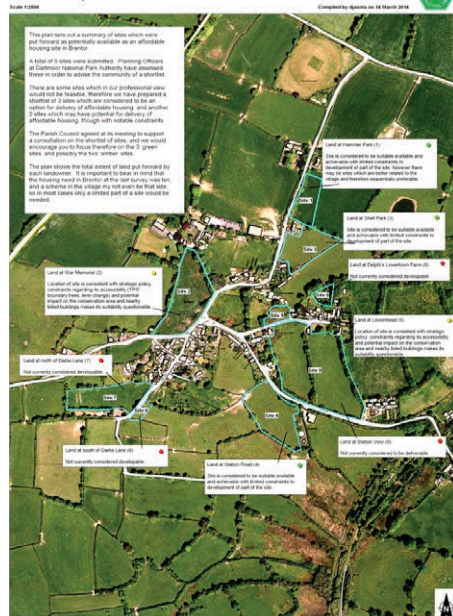 Scale 1:2500
Compiled by djanota on 14 March 2014
This plan sets out a summary of sites which were
put forward as potentially available as an affordable
housing site in Brentor.
A total of 9 sites were submitted. Planning Officers
at Dartmoor National Park Authority have assessed
these in order to advise the community of a shortlist
There are some sites which in our professional view
would not be feasible; therefore we have prepared a
shortlist of 3 sites which are considered to be an
option for delivery of affordable housing, and another
2 sites which may have potential for delivery of
affordable housing, though with notable constraints.
The Parish Council agreed at its meeting to support
a consultation on the shortlist of sites, and we would
encourage you to focus therefore on the 3 'green'
sites, and possibly the two 'amber' sites.
The plan shows the total extent of land put forward by
each landowner. It is important to bear in mind that
the housing need in Brentor at the last survey was ten,
and a scheme in the village my not even be that side,
so in most cases only a limited part of a site would be
needed.
Land at Hammer Park (1)
Site is considered to be suitable available and
achievable with limited constraints to
development of part of the site, however there
may be sites which are better related to the
village and therefore sequentially preferable
Site 1
Land at Shell Park (3)
Site is considered to be suitable available
and achievable with limited constraints to
development of part of the site
Site 3
Land at Delph's Lowertown Farm (8)
Not currently considered developable
Land at War Memorial (2)
Location of site is consistent with strategic policy
constraints regarding its accessibility (TPO
boundary trees, level changes) and potential
impact on the conservation area and nearby
listed buildings makes its suitability questionable.
Site 2
Land at Lovenhead (5)
Location of site is consistent with strategic
policy constraints regarding its accessibility
and potential impact on the conservation
area and nearby listed buildings makes its
suitability questionable.
Site 5
Land at north of Darke Lane (7)
Not currently considered developable
Site 7
Site 4
Land at south of Darke Lane (6)
Not currently considered developable
Land at Station Road (4)
Site is considered to be suitable available
and achievable with limited constraints to
development of part of the site
Land at Station View (9)
Not currently considered to be deliverable
N